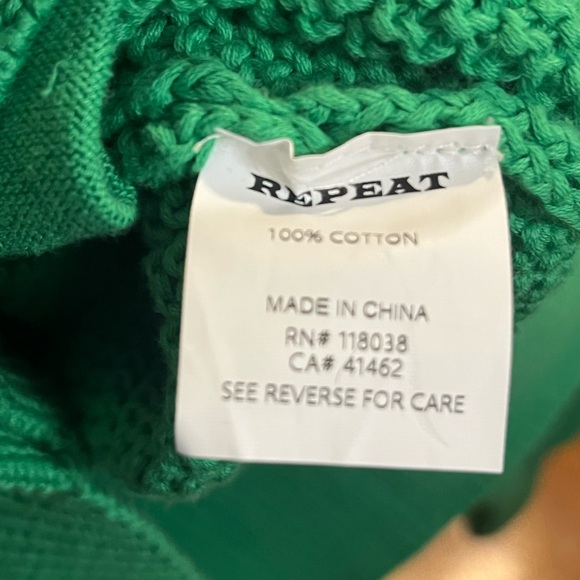 REPEAT
100% COTTON
MADE IN CHINA
RN# 118038
CA# 41462
SEE REVERSE FOR CARE